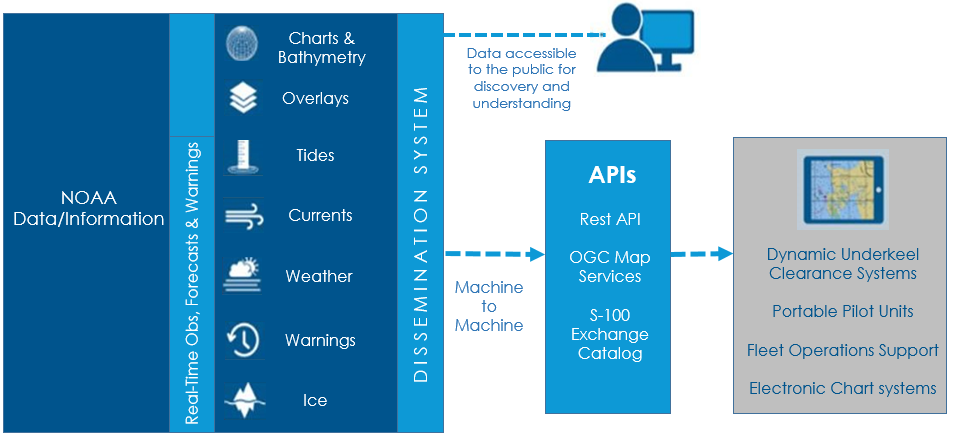 NOAA
Data/Information
Real-Time Obs, Forecasts & Warnings
Charts &
Bathymetry
Overlays
Tides
Currents
Weather
Warnings
Ice
DISSEMINATION SYSTEM
Data accessible
to the public for
discovery and
understanding
Machine
to
Machine
APIs
Rest API
OGC Map
Services
S-100
Exchange
Catalog
Dynamic Underkeel
Clearance Systems
Portable Pilot Units
Fleet Operations Support
Electronic Chart systems